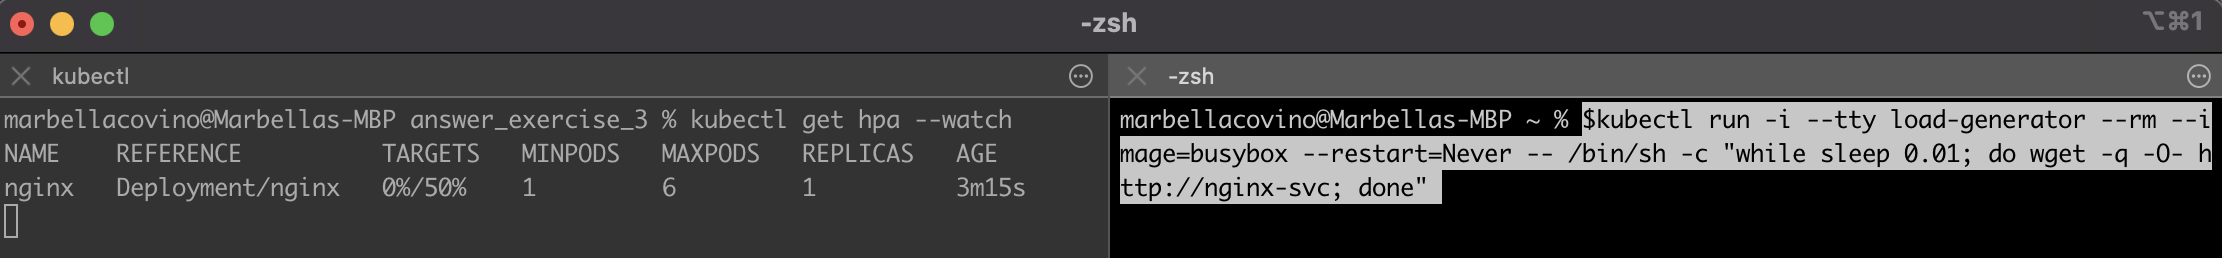 -zsh
⌥⌘1
kubectl
marbellacovino@Marbellas-MBP answer_exercise_3 % kubectl get hpa --watch
NAME    REFERENCE          TARGETS   MINPODS   MAXPODS   REPLICAS   AGE
nginx   Deployment/nginx   0%/50%    1         6         1          3m15s
-zsh
marbellacovino@Marbellas-MBP ~ % $kubectl run -i --tty load-generator --rm --i
mage=busybox --restart=Never -- /bin/sh -c "while sleep 0.01; do wget -q -O- h
ttp://nginx-svc; done"